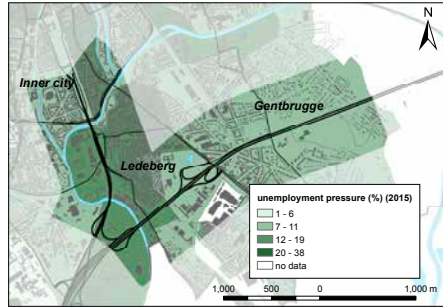 N
Inner city
Gentbrugge
Ledeberg
unemployment pressure (%) (2015)
1 - 6
7 - 11
12 - 19
20 - 38
no data
1,000 500 0 1,000 m